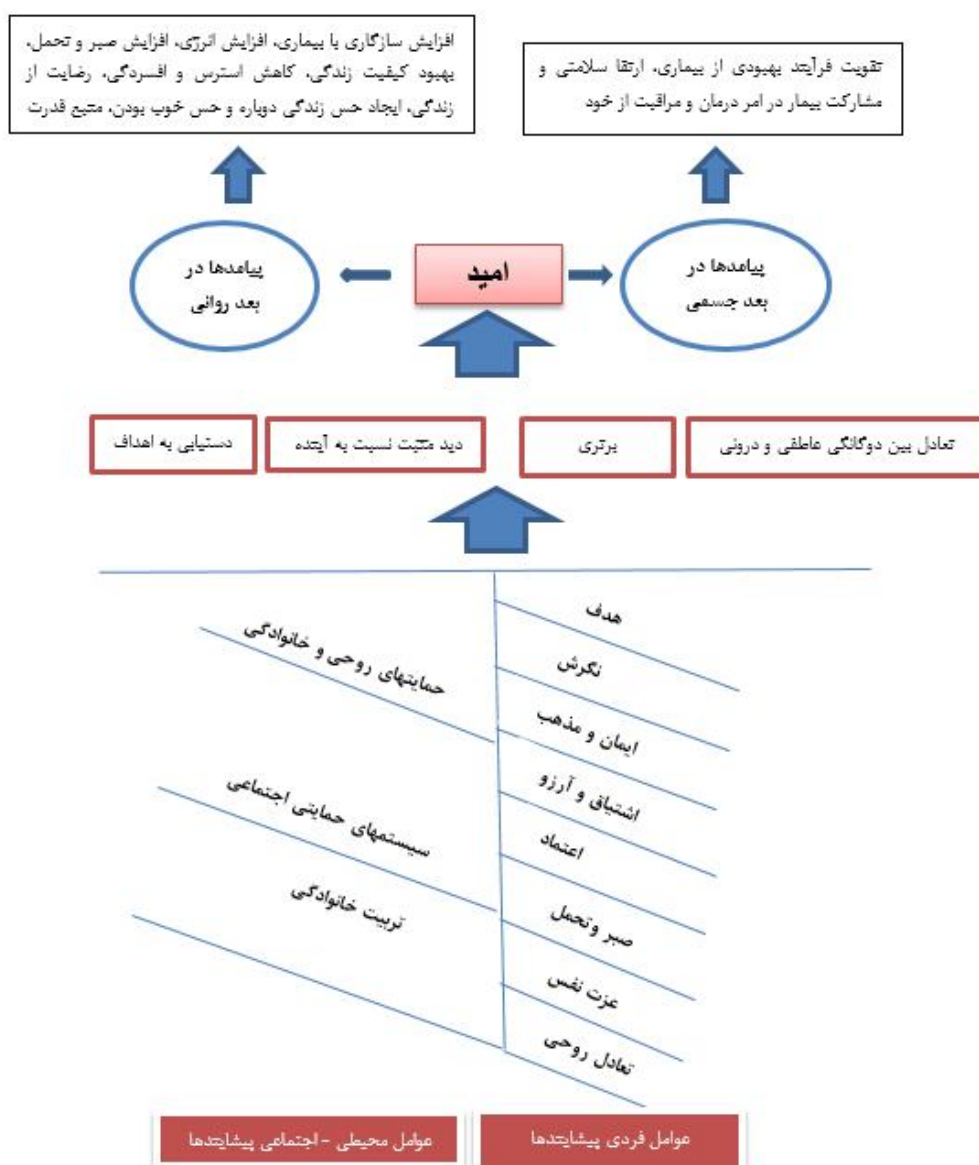 افزایش سازگاری با بیماری، افزایش انرژی، افزایش صبر و تحمل،
بهبود کیفیت زندگی، کاهش استرس و افسردگی، رضایت از
زندگی، ایجاد حس زندگی دوباره و حس خوب بودن، منبع قدرت
تقویت فرآیند بهبودی از بیماری، ارتقا سلامتی و
مشارکت بیمار در امر درمان و مراقبت از خود
پیامدها در
بعد جسمی
امید
پیامدها در
بعد روانی
تعادل بین دوگانگی عاطفی و درونی
برتری
دید مثبت نسبت به آینده
دستیابی به اهداف
هدف
نگرش
ایمان و مذهب
اشتیاق و آرزو
اعتماد
صبر وتحمل
عزت نفس
تعادل روحی
حمایتهای روحی و خانوادگی
سیستمهای حمایتی اجتماعی
تربیت خانوادگی
عوامل فردی پیشایندها
عوامل محیطی - اجتماعی پیشایندها